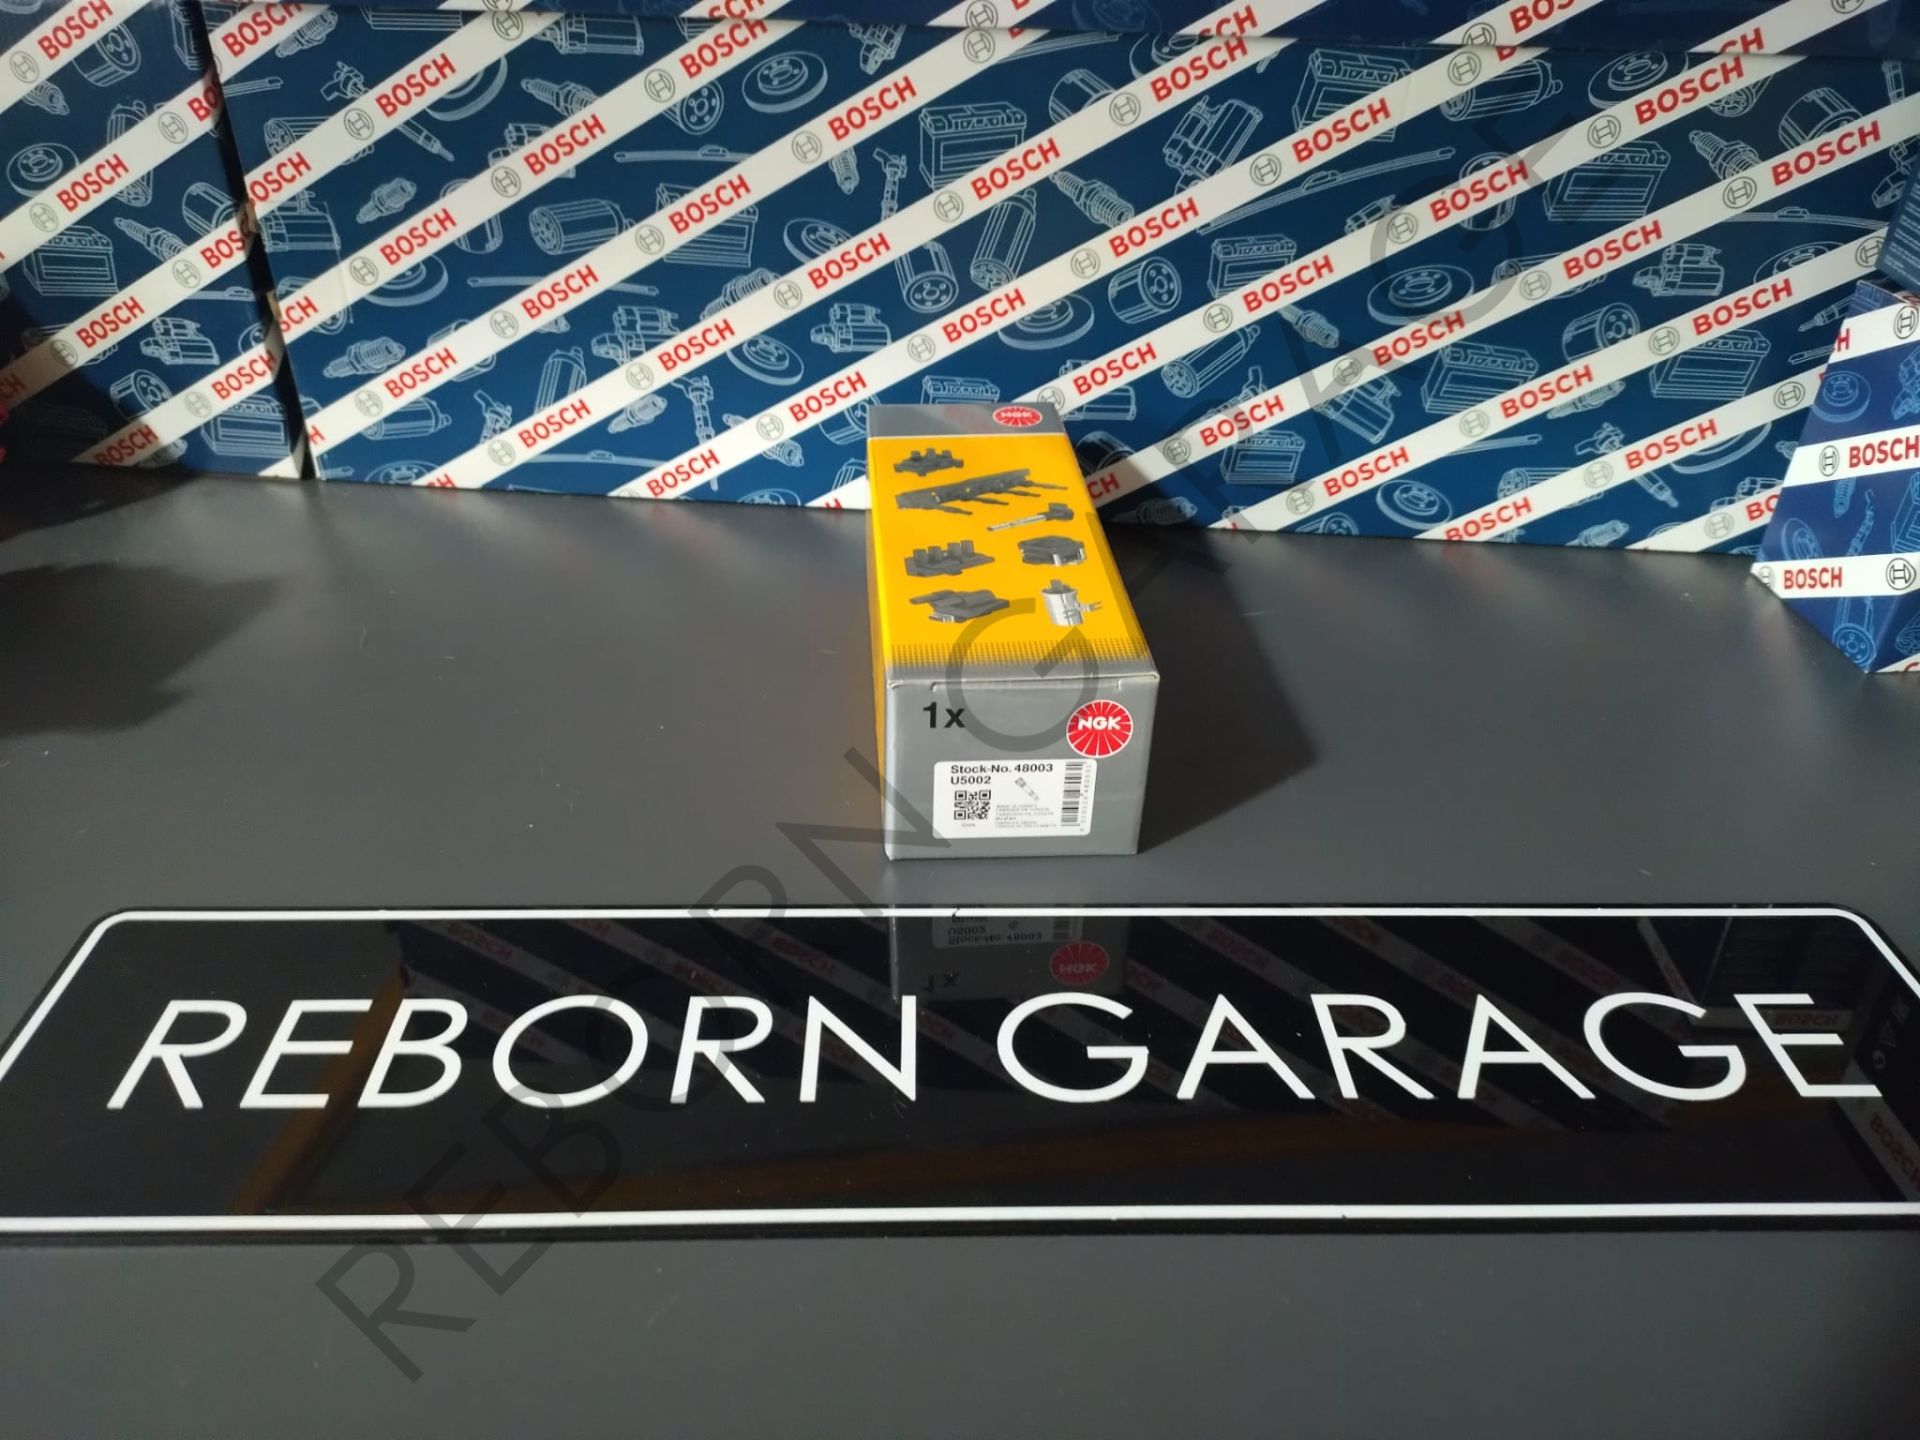 BOSCH
NGK
1x
NGK
Stock-No. 48003
U5002
REBORN GARAGE
REBORN GARAGE